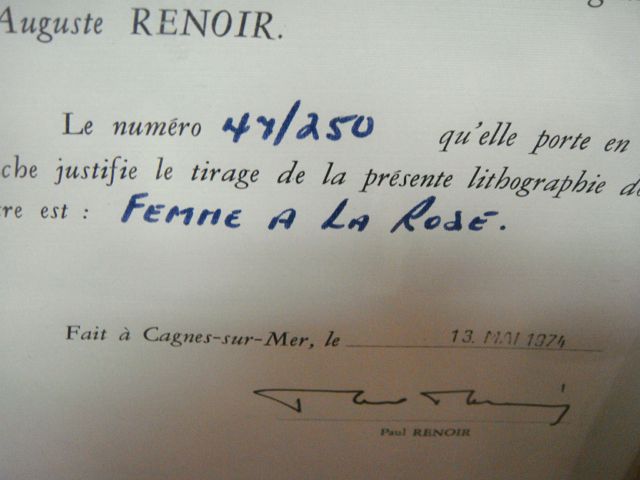 Auguste RENOIR.
Le numéro 47/250 qu'elle porte en
che justifie le tirage de la présente lithographie do
re est : FEMME A LA ROSE.
Fait à Cagnes-sur-Mer, le 13. MAI 1974
Paul RENOIR